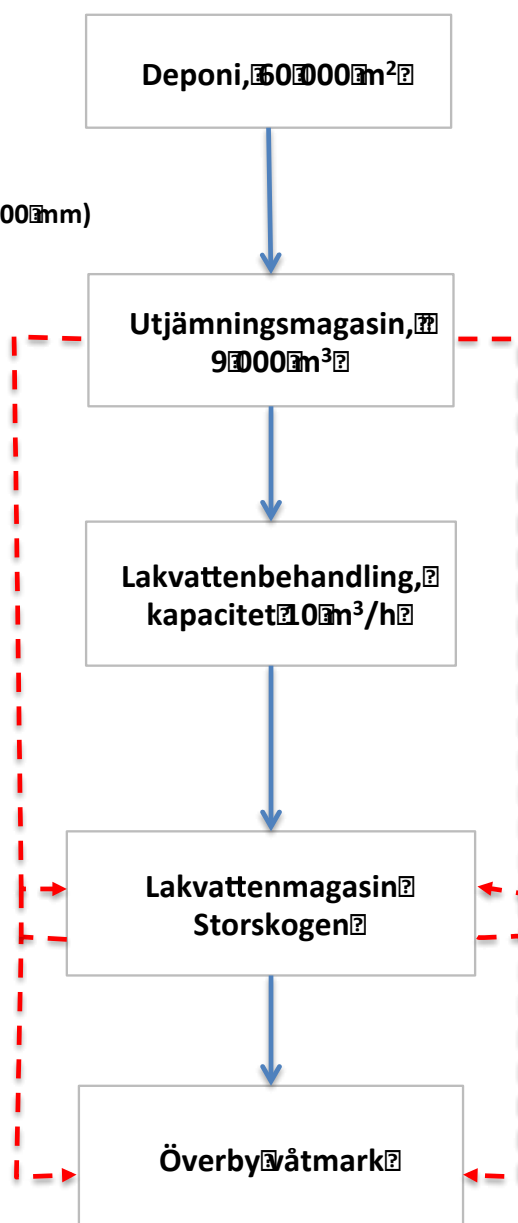 Deponi, 60 000 m²
00 mm)
Utjämningsmagasin,
9 000 m³
Lakvattenbehandling,
kapacitet 10 m³/h
Lakvattenmagasin
Storskogen
Överby våtmark